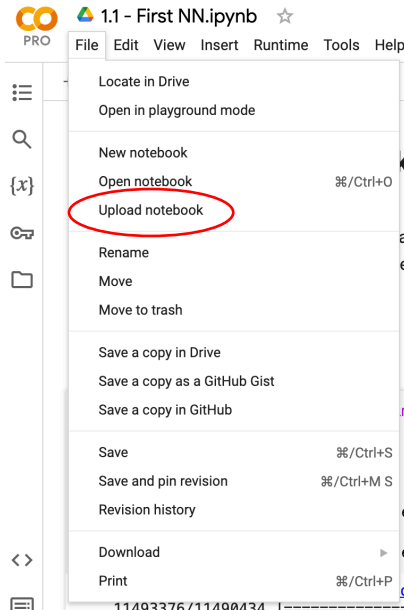 CO 1.1 - First NN.ipynb
PRO
File Edit View Insert Runtime Tools Help
Locate in Drive
Open in playground mode
New notebook
Open notebook ⌘/Ctrl+O
Upload notebook
{x}
Rename
Move
Move to trash
Save a copy in Drive
Save a copy as a GitHub Gist
Save a copy in GitHub
Save ⌘/Ctrl+S
Save and pin revision ⌘/Ctrl+M S
Revision history
Download
Print ⌘/Ctrl+P
11493376/11490434 [==============